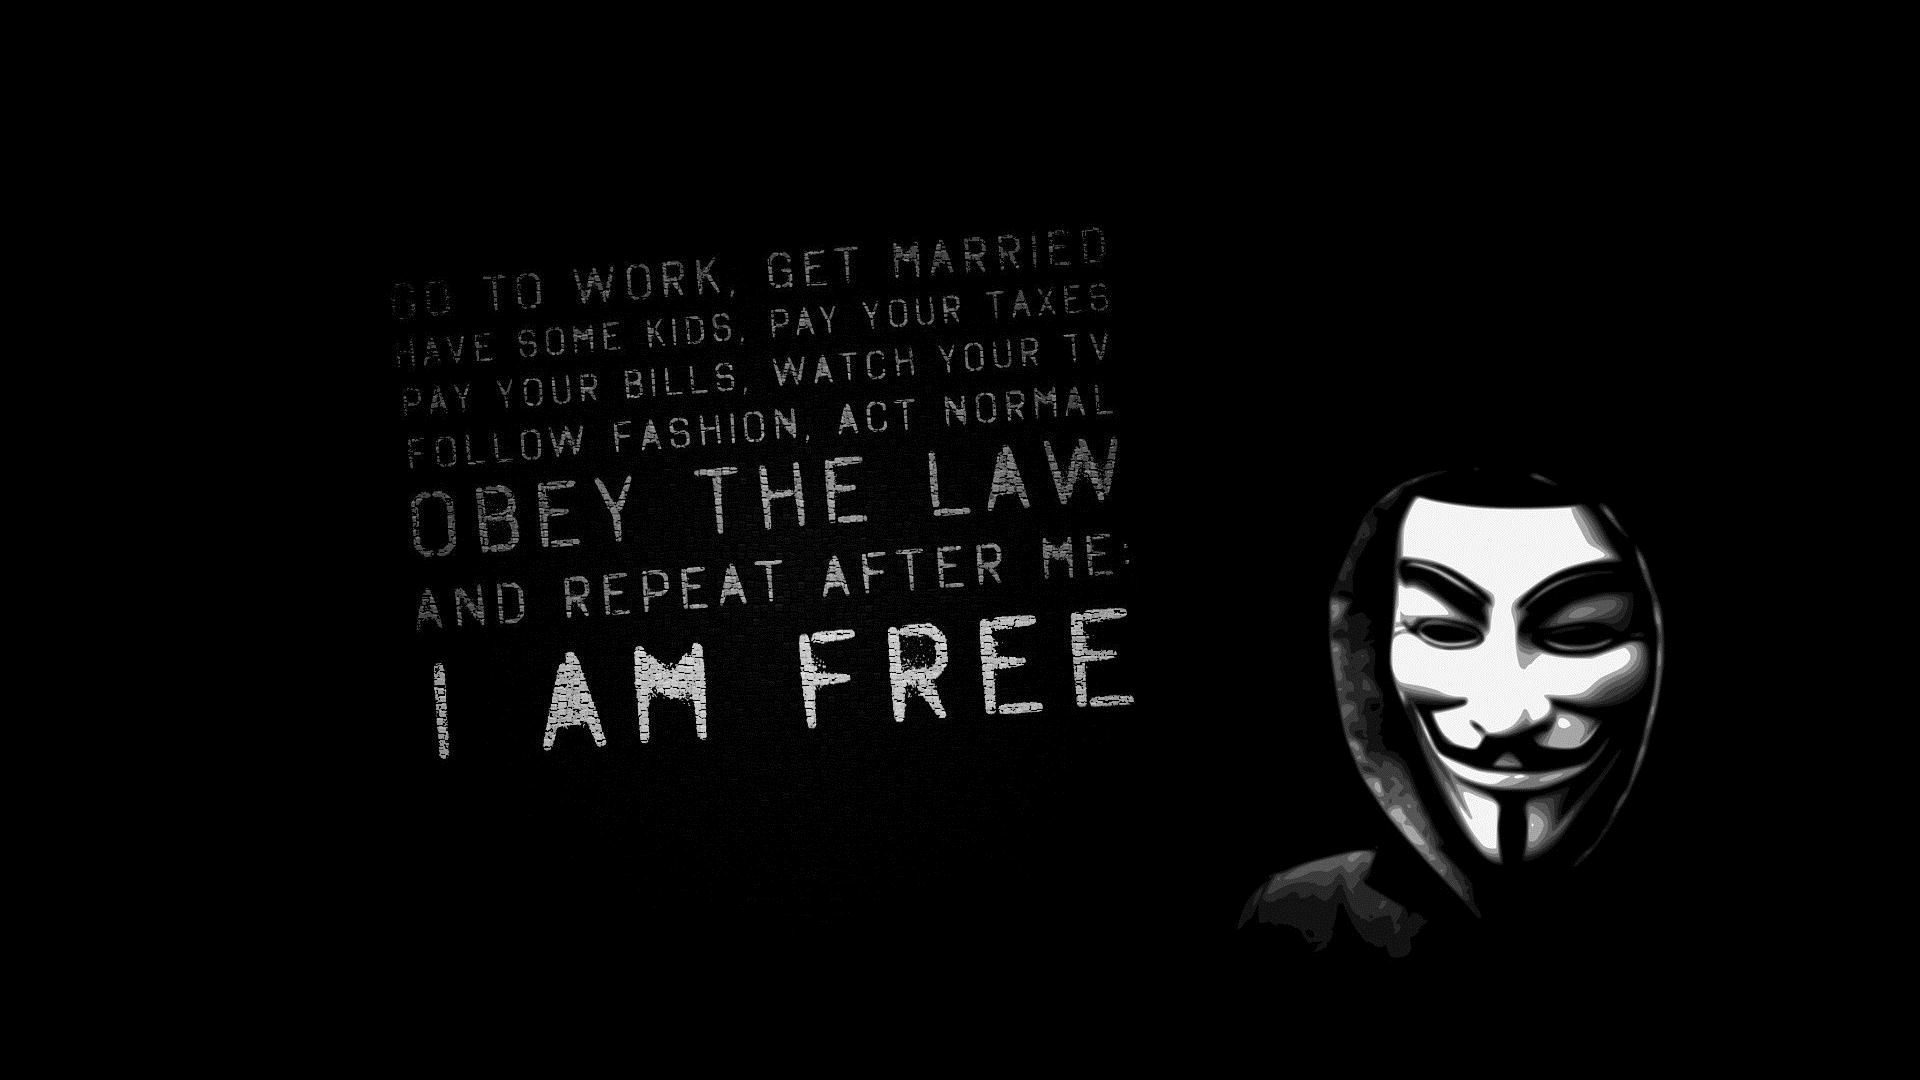 GO TO WORK, GET MARRIED
HAVE SOME KIDS, PAY YOUR TAXES
PAY YOUR BILLS, WATCH YOUR TV
FOLLOW FASHION, ACT NORMAL
OBEY THE LAW
AND REPEAT AFTER ME:
I AM FREE